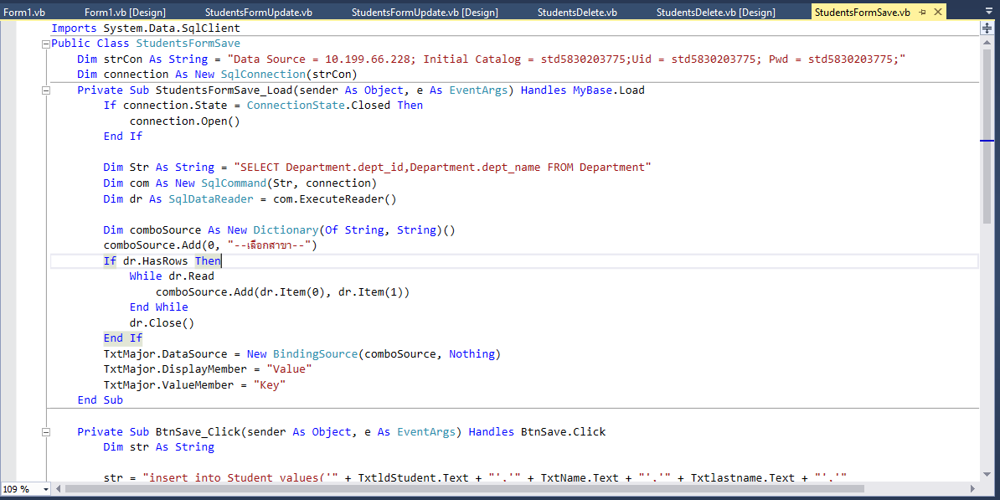 Form1.vb Form1.vb [Design] StudentsFormUpdate.vb StudentsFormUpdate.vb [Design] StudentsDelete.vb StudentsDelete.vb [Design] StudentsFormSave.vb
Imports System.Data.SqlClient
Public Class StudentsFormSave
Dim strCon As String = "Data Source = 10.199.66.228; Initial Catalog = std5830203775;Uid = std5830203775; Pwd = std5830203775;"
Dim connection As New SqlConnection(strCon)
Private Sub StudentsFormSave_Load(sender As Object, e As EventArgs) Handles MyBase.Load
If connection.State = ConnectionState.Closed Then
connection.Open()
End If
Dim Str As String = "SELECT Department.dept_id,Department.dept_name FROM Department"
Dim com As New SqlCommand(Str, connection)
Dim dr As SqlDataReader = com.ExecuteReader()
Dim comboSource As New Dictionary(Of String, String)()
comboSource.Add(0, "--เลือกสาขา--")
If dr.HasRows Then
While dr.Read
comboSource.Add(dr.Item(0), dr.Item(1))
End While
dr.Close()
End If
TxtMajor.DataSource = New BindingSource(comboSource, Nothing)
TxtMajor.DisplayMember = "Value"
TxtMajor.ValueMember = "Key"
End Sub
Private Sub BtnSave_Click(sender As Object, e As EventArgs) Handles BtnSave.Click
Dim str As String
str = "insert into Student values('" + TxtldStudent.Text + "','" + TxtName.Text + "','" + Txtlastname.Text + "','"
109 %